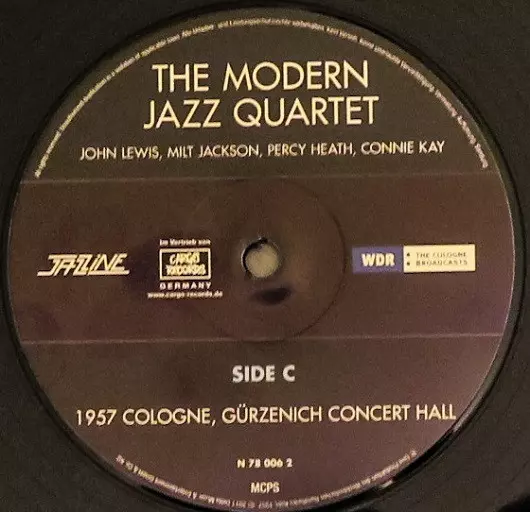 THE MODERN
JAZZ QUARTET
JOHN LEWIS, MILT JACKSON, PERCY HEATH, CONNIE KAY
JAZZLINE
Im Vertrieb von
CARGO
RECORDS
GERMANY
www.cargo-records.de
WDR
THE COLOGNE
BROADCASTS
SIDE C
1957 COLOGNE, GÜRZENICH CONCERT HALL
N 78 006 2
MCPS